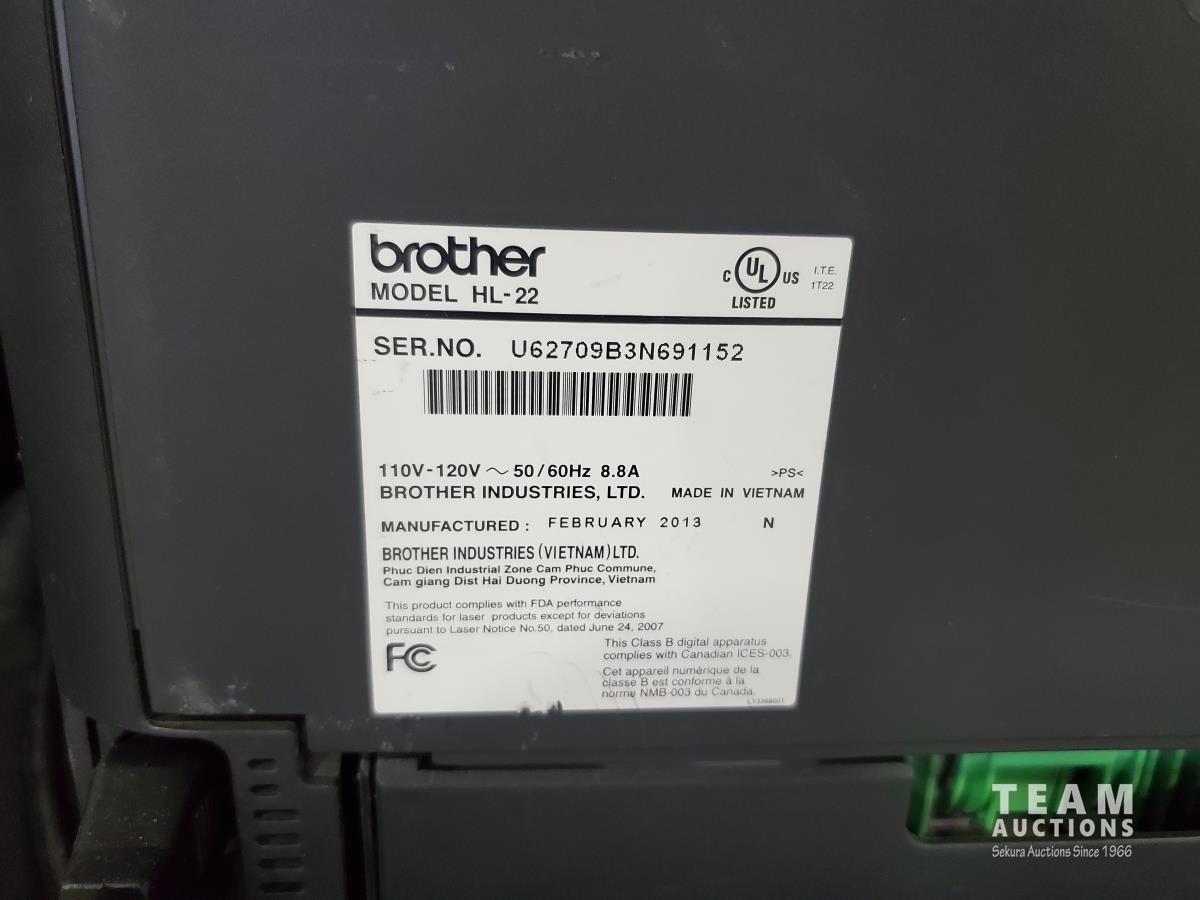 brother
MODEL HL-22
C UL US
LISTED
I.T.E.
1T22
SER.NO. U62709B3N691152
110V-120V ～ 50/60Hz 8.8A
>PS<
BROTHER INDUSTRIES, LTD. MADE IN VIETNAM
MANUFACTURED : FEBRUARY 2013 N
BROTHER INDUSTRIES (VIETNAM) LTD.
Phuc Dien Industrial Zone Cam Phuc Commune,
Cam giang Dist Hai Duong Province, Vietnam
This product complies with FDA performance
standards for laser products except for deviations
pursuant to Laser Notice No.50, dated June 24, 2007
FC
This Class B digital apparatus
complies with Canadian ICES-003.
Cet appareil numérique de la
classe B est conforme à la
norme NMB-003 du Canada.
TEAM
AUCTIONS
Sekura Auctions Since 1966